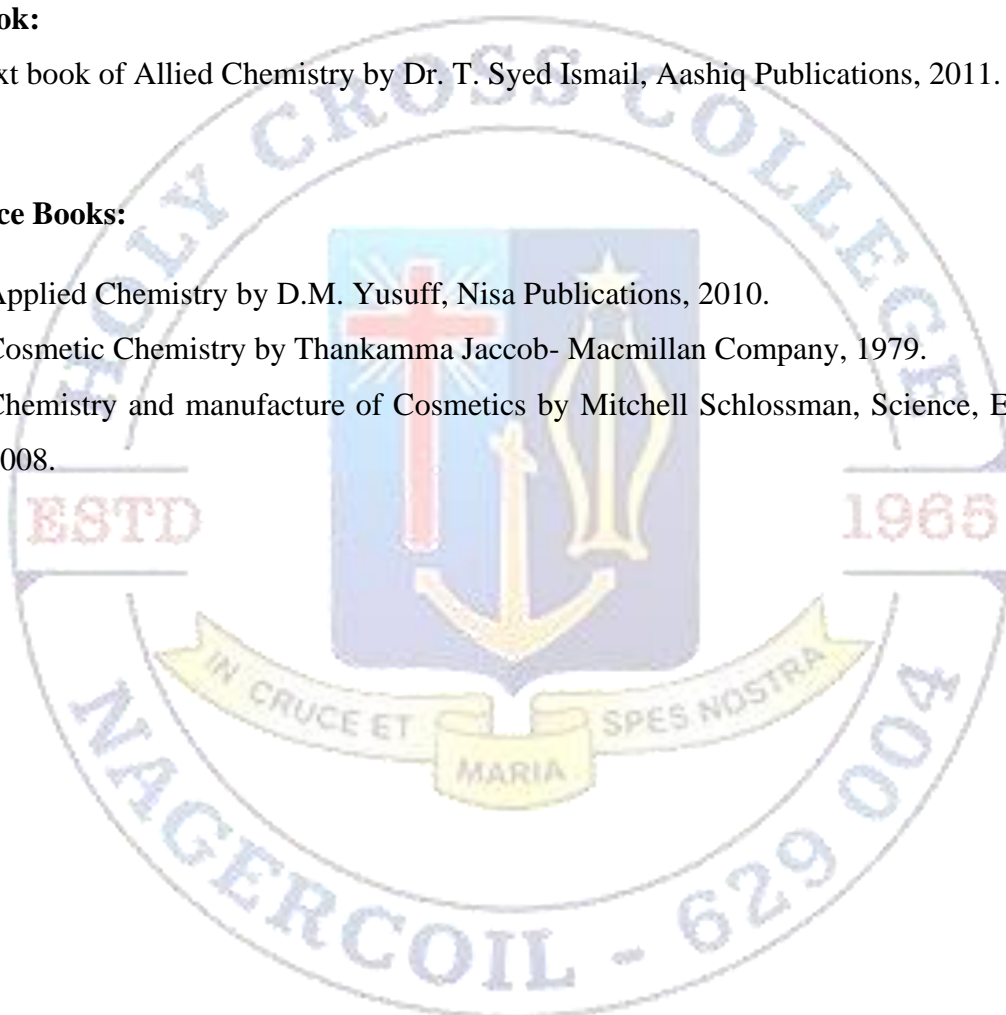 ok:
xt book of Allied Chemistry by Dr. T. Syed Ismail, Aashiq Publications, 2011.
ce Books:
Applied Chemistry by D.M. Yusuff, Nisa Publications, 2010.
Cosmetic Chemistry by Thankamma Jaccob- Macmillan Company, 1979.
Chemistry and manufacture of Cosmetics by Mitchell Schlossman, Science, E
008.
HOLY CROSS COLLEGE
ESTD 1965
IN CRUCE ET MARIA SPES NOSTRA
NAGERCOIL - 629 004